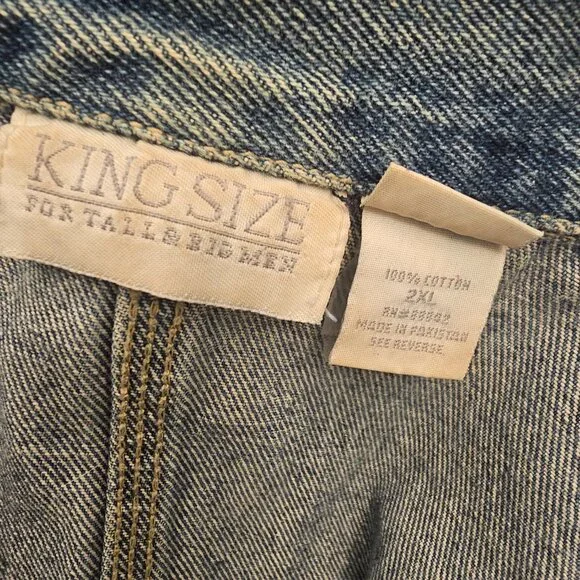 KING SIZE
FOR TALL & BIG MEN
100% COTTON
2XL
MADE IN PAKISTAN
SEE REVERSE